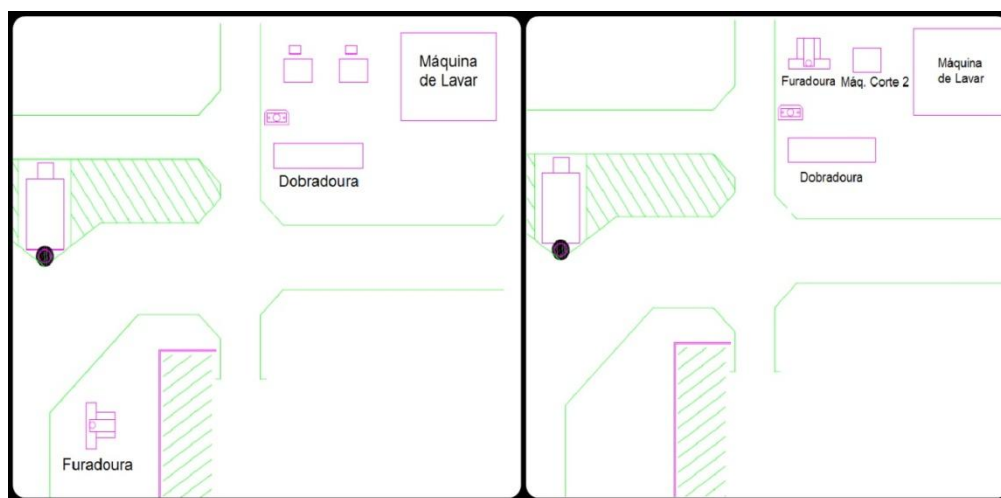 Máquina
de Lavar
Dobradoura
Furadoura
Furadoura
Máq. Corte 2
Máquina
de Lavar
Dobradoura